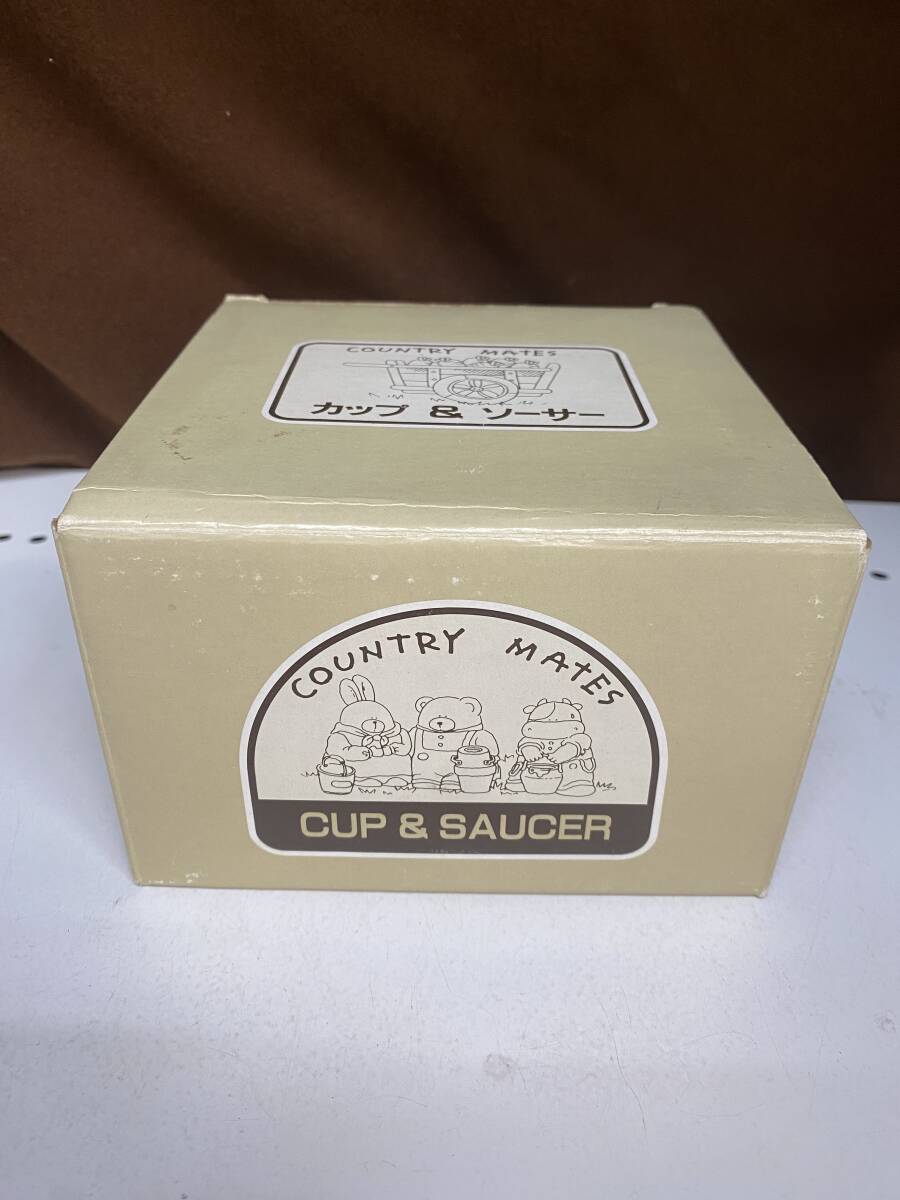 COUNTRY MATES
カップ & ソーサー
COUNTRY MATES
CUP & SAUCER